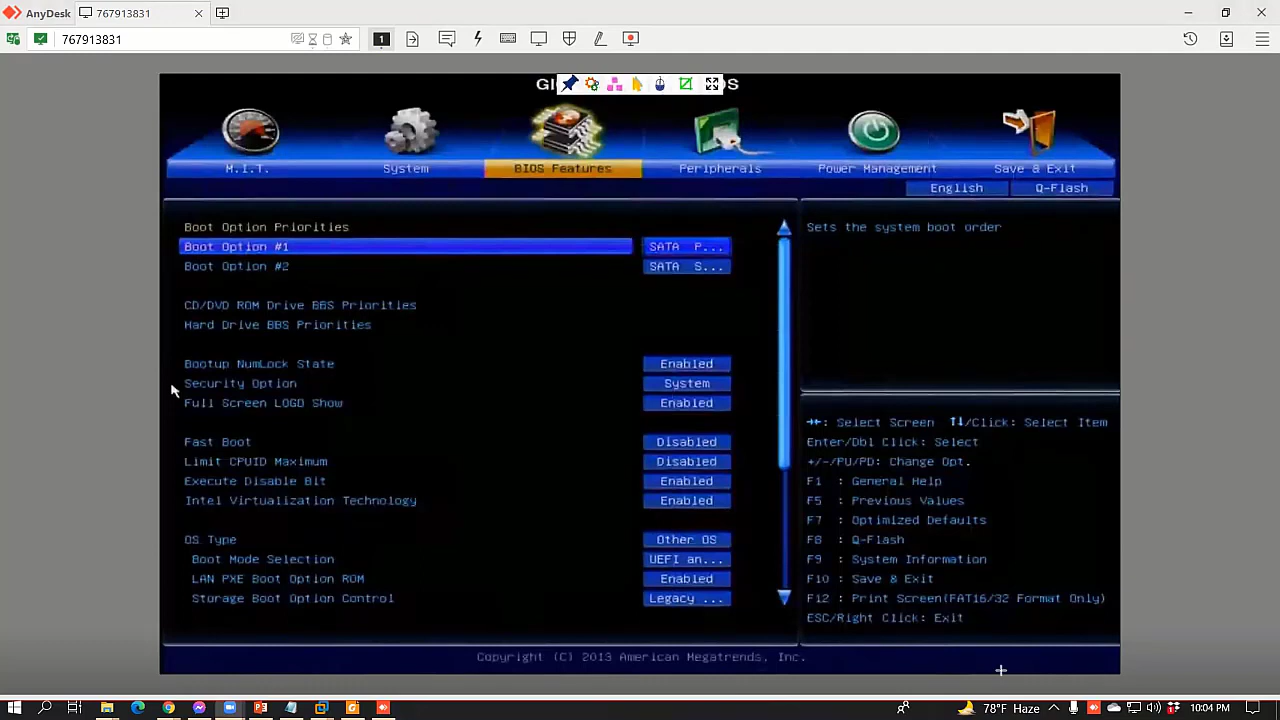 AnyDesk
767913831
767913831
1
M.I.T.
System
BIOS Features
Peripherals
Power Management
Save & Exit
English
Q-Flash
Boot Option Priorities
Boot Option #1 SATA P...
Boot Option #2 SATA S...
CD/DVD ROM Drive BBS Priorities
Hard Drive BBS Priorities
Bootup NumLock State Enabled
Security Option System
Full Screen LOGO Show Enabled
Fast Boot Disabled
Limit CPUID Maximum Disabled
Execute Disable Bit Enabled
Intel Virtualization Technology Enabled
OS Type Other OS
Boot Mode Selection UEFI an...
LAN PXE Boot Option ROM Enabled
Storage Boot Option Control Legacy ...
Sets the system boot order
→←: Select Screen ↑↓/Click: Select Item
Enter/Dbl Click: Select
+/-/PU/PD: Change Opt.
F1 : General Help
F5 : Previous Values
F7 : Optimized Defaults
F8 : Q-Flash
F9 : System Information
F10 : Save & Exit
F12 : Print Screen(FAT16/32 Format Only)
ESC/Right Click: Exit
Copyright (C) 2013 American Megatrends, Inc.
78°F Haze
10:04 PM